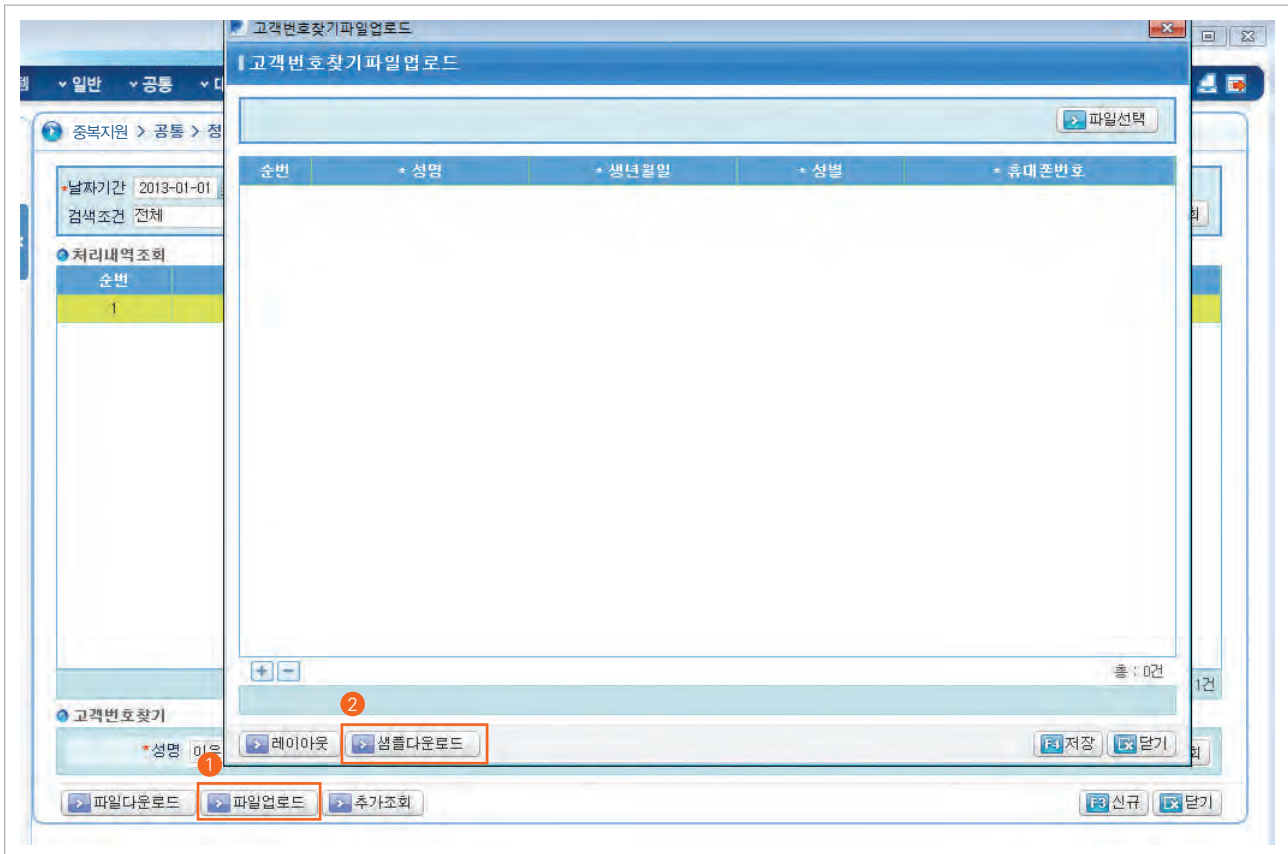 고객번호찾기파일업로드
고객번호찾기파일업로드
일반 공통
중복지원 > 공통 > 정
파일선택
*날짜기간 2013-01-01
검색조건 전체
처리내역조회
순번 * 성명 * 생년월일 * 성별 * 휴대폰번호
순번
1
총 : 0건
1건
2
고객번호찾기
레이아웃 샘플다운로드 F4 저장 닫기
*성명
1
파일다운로드 파일업로드 추가조회 F3 신규 닫기